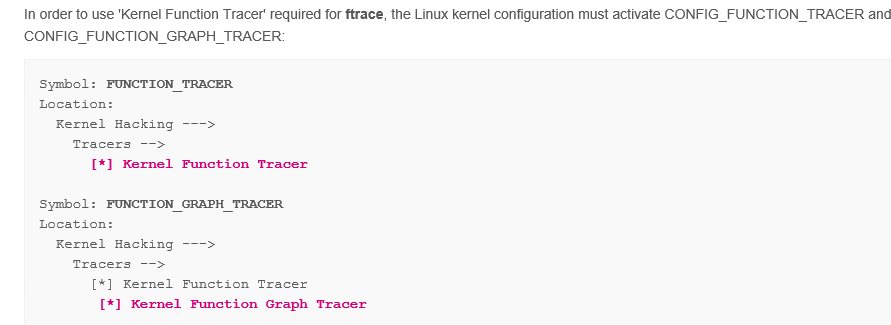 In order to use 'Kernel Function Tracer' required for ftrace, the Linux kernel configuration must activate CONFIG_FUNCTION_TRACER and
CONFIG_FUNCTION_GRAPH_TRACER:
Symbol: FUNCTION_TRACER
Location:
Kernel Hacking --->
Tracers -->
[*] Kernel Function Tracer
Symbol: FUNCTION_GRAPH_TRACER
Location:
Kernel Hacking --->
Tracers -->
[*] Kernel Function Tracer
[*] Kernel Function Graph Tracer